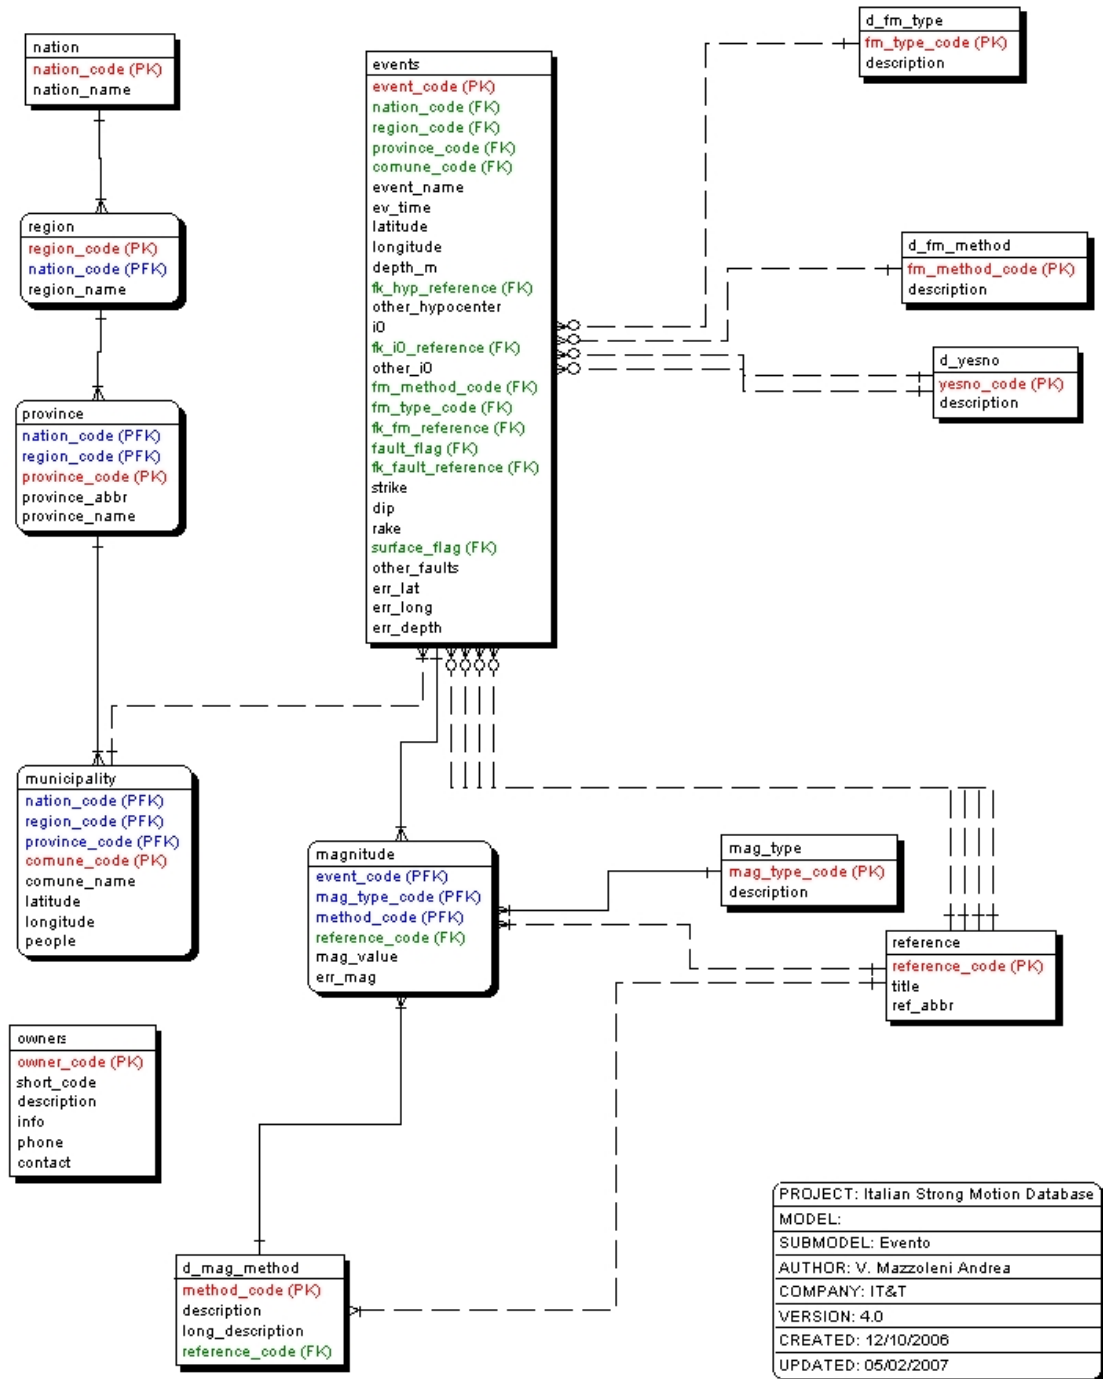 nation
nation_code (PK)
nation_name
region
region_code (PK)
nation_code (PFK)
region_name
province
nation_code (PFK)
region_code (PFK)
province_code (PK)
province_abbr
province_name
municipality
nation_code (PFK)
region_code (PFK)
province_code (PFK)
comune_code (PK)
comune_name
latitude
longitude
people
owners
owner_code (PK)
short_code
description
info
phone
contact
events
event_code (PK)
nation_code (FK)
region_code (FK)
province_code (FK)
comune_code (FK)
event_name
ev_time
latitude
longitude
depth_m
fk_hyp_reference (FK)
other_hypocenter
i0
fk_i0_reference (FK)
other_i0
fm_method_code (FK)
fm_type_code (FK)
fk_fm_reference (FK)
fault_flag (FK)
fk_fault_reference (FK)
strike
dip
rake
surface_flag (FK)
other_faults
err_lat
err_long
err_depth
magnitude
event_code (PFK)
mag_type_code (PFK)
method_code (PFK)
reference_code (FK)
mag_value
err_mag
d_mag_method
method_code (PK)
description
long_description
reference_code (FK)
d_fm_type
fm_type_code (PK)
description
d_fm_method
fm_method_code (PK)
description
d_yesno
yesno_code (PK)
description
mag_type
mag_type_code (PK)
description
reference
reference_code (PK)
title
ref_abbr
PROJECT: Italian Strong Motion Database
MODEL:
SUBMODEL: Evento
AUTHOR: V. Mazzoleni Andrea
COMPANY: IT&T
VERSION: 4.0
CREATED: 12/10/2006
UPDATED: 05/02/2007